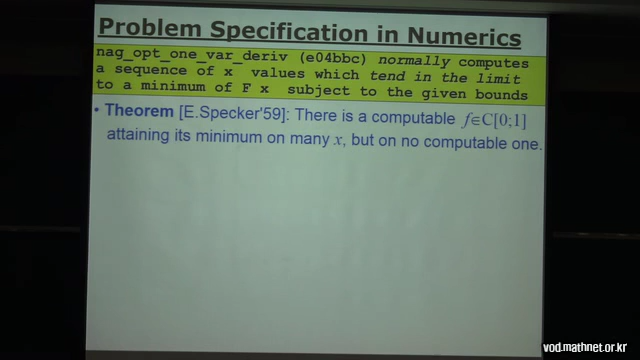 Problem Specification in Numerics
nag_opt_one_var_deriv (e04bbc) normally computes
a sequence of x values which tend in the limit
to a minimum of F x subject to the given bounds
• Theorem [E.Specker'59]: There is a computable f∈C[0;1]
attaining its minimum on many x, but on no computable one.
vod.mathnet.or.kr